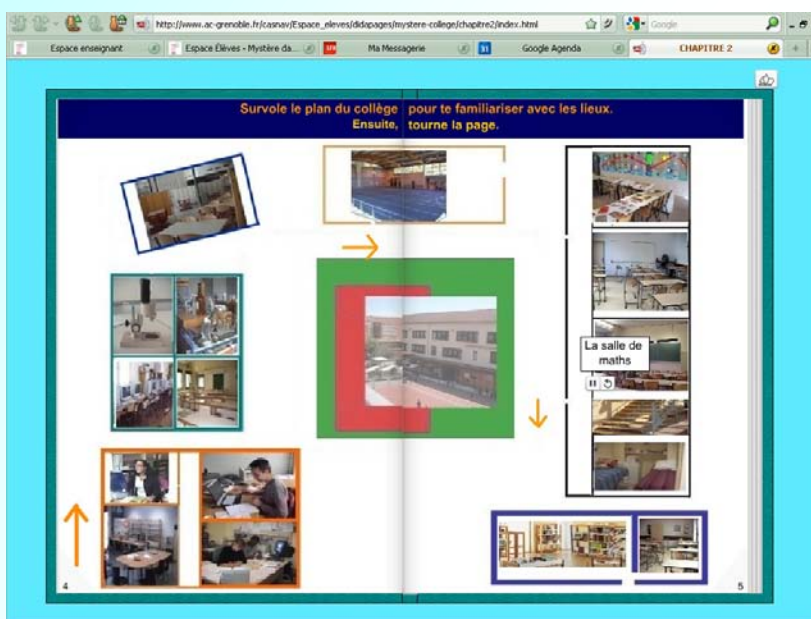 http://www.ac-grenoble.fr/casnav/Espace_eleves/didapages/mystere-college/chapitre2/index.html
Google
Espace enseignant
Espace Élèves - Mystère da...
Ma Messagerie
31
Google Agenda
CHAPITRE 2
Survole le plan du collège pour te familiariser avec les lieux.
Ensuite, tourne la page.
La salle de
maths
4
5